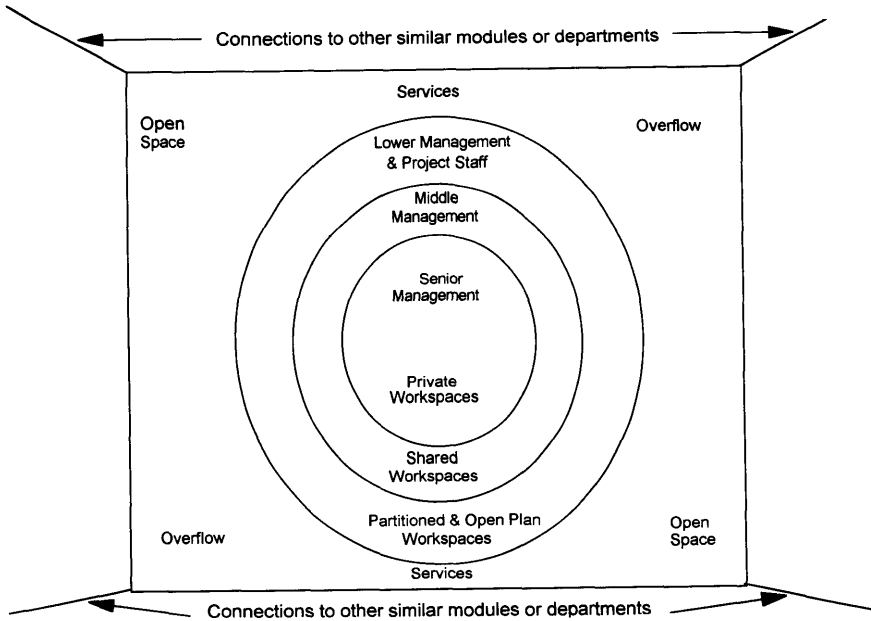 Connections to other similar modules or departments
Services
Open
Space
Overflow
Lower Management
& Project Staff
Middle
Management
Senior
Management
Private
Workspaces
Shared
Workspaces
Partitioned & Open Plan
Workspaces
Overflow
Open
Space
Services
Connections to other similar modules or departments